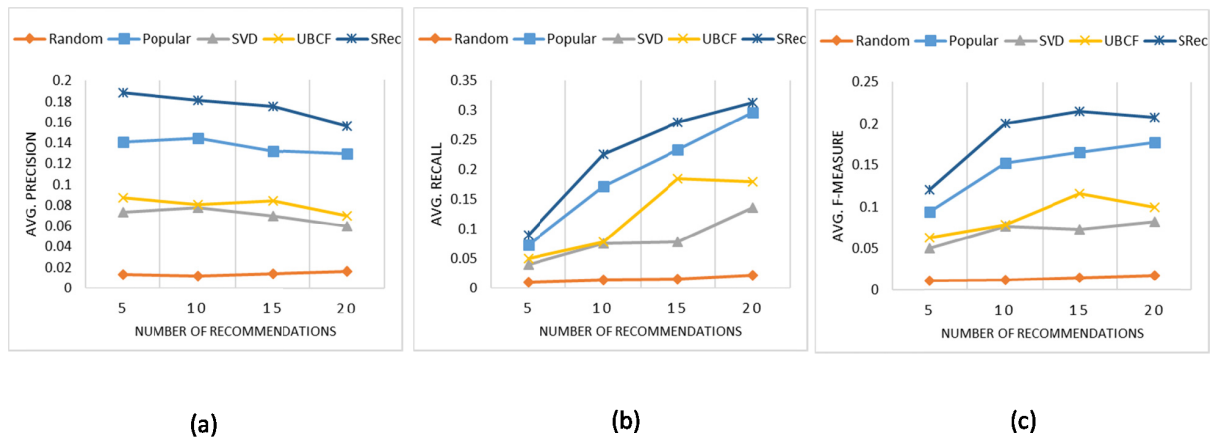 Random Popular SVD UBCF SRec
AVG. PRECISION
0.2
0.18
0.16
0.14
0.12
0.1
0.08
0.06
0.04
0.02
0
5 10 15 20
NUMBER OF RECOMMENDATIONS
(a)
Random Popular SVD UBCF SRec
AVG. RECALL
0.35
0.3
0.25
0.2
0.15
0.1
0.05
0
5 10 15 20
NUMBER OF RECOMMENDATIONS
(b)
Random Popular SVD UBCF SRec
AVG. F-MEASURE
0.25
0.2
0.15
0.1
0.05
0
5 10 15 20
NUMBER OF RECOMMENDATIONS
(c)